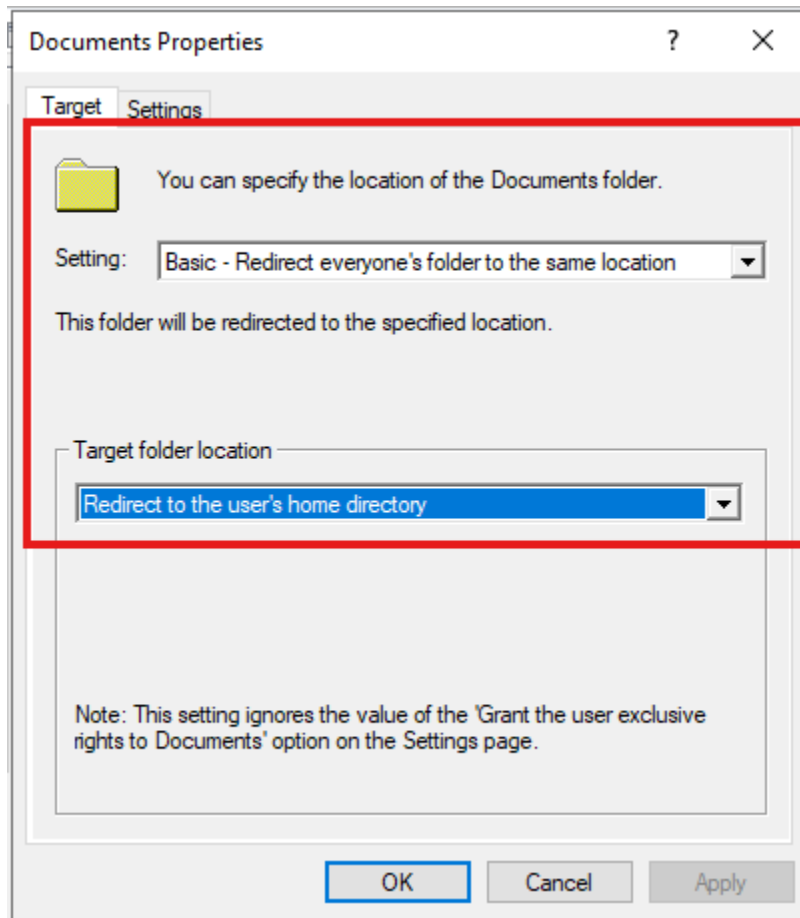 Documents Properties
?
Target
Settings
You can specify the location of the Documents folder.
Setting:
Basic - Redirect everyone's folder to the same location
This folder will be redirected to the specified location.
Target folder location
Redirect to the user's home directory
Note: This setting ignores the value of the 'Grant the user exclusive
rights to Documents' option on the Settings page.
OK
Cancel
Apply